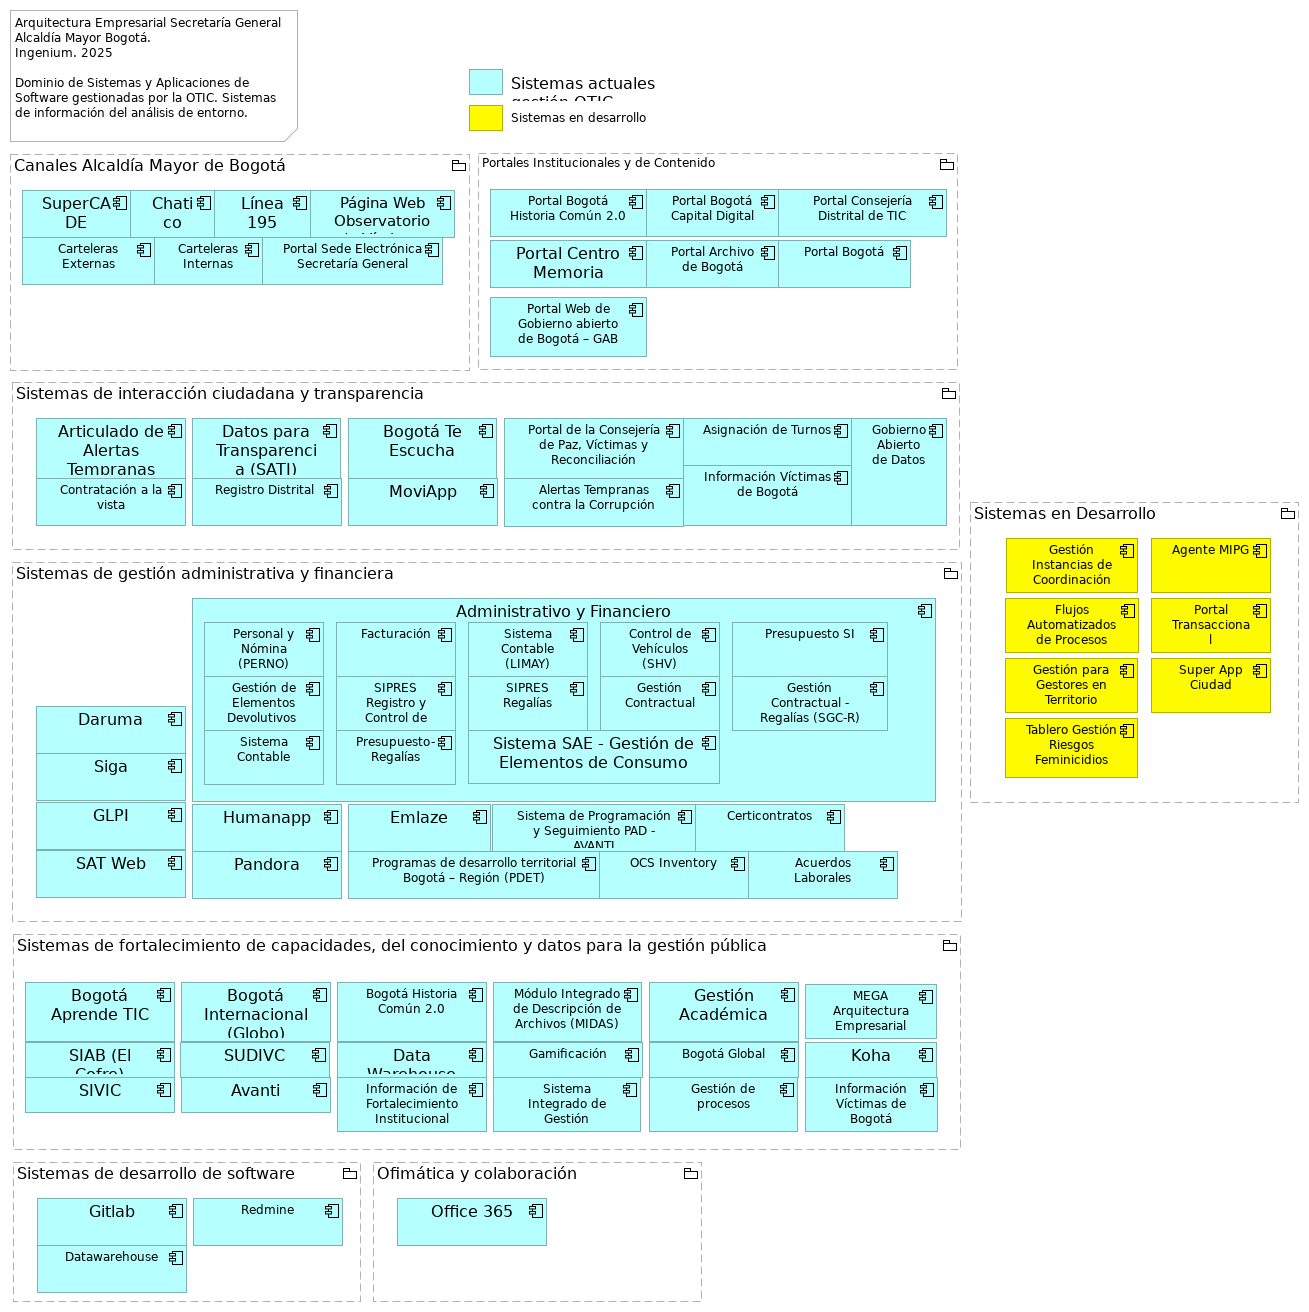 Arquitectura Empresarial Secretaría General
Alcaldía Mayor Bogotá.
Ingenium. 2025
Dominio de Sistemas y Aplicaciones de
Software gestionadas por la OTIC. Sistemas
de información del análisis de entorno.
Sistemas actuales
gestión OTIC
Sistemas en desarrollo
Canales Alcaldía Mayor de Bogotá
SuperCA
DE
Chati
co
Línea
195
Página Web
Observatorio
Carteleras
Externas
Carteleras
Internas
Portal Sede Electrónica
Secretaría General
Portales Institucionales y de Contenido
Portal Bogotá
Historia Común 2.0
Portal Bogotá
Capital Digital
Portal Consejería
Distrital de TIC
Portal Centro
Memoria
Portal Archivo
de Bogotá
Portal Bogotá
Portal Web de
Gobierno abierto
de Bogotá – GAB
Sistemas de interacción ciudadana y transparencia
Articulado de
Alertas
Tempranas
Datos para
Transparenci
a (SATI)
Bogotá Te
Escucha
Portal de la Consejería
de Paz, Víctimas y
Reconciliación
Asignación de Turnos
Gobierno
Abierto
de Datos
Información Víctimas
de Bogotá
Contratación a la
vista
Registro Distrital
MoviApp
Alertas Tempranas
contra la Corrupción
Sistemas en Desarrollo
Gestión
Instancias de
Coordinación
Agente MIPG
Flujos
Automatizados
de Procesos
Portal
Transacciona
l
Gestión para
Gestores en
Territorio
Super App
Ciudad
Tablero Gestión
Riesgos
Feminicidios
Sistemas de gestión administrativa y financiera
Administrativo y Financiero
Personal y
Nómina
(PERNO)
Facturación
Sistema
Contable
(LIMAY)
Control de
Vehículos
(SHV)
Presupuesto SI
Gestión de
Elementos
Devolutivos
SIPRES
Registro y
Control de
SIPRES
Regalías
Gestión
Contractual
Gestión
Contractual -
Regalías (SGC-R)
Sistema
Contable
Presupuesto-
Regalías
Sistema SAE - Gestión de
Elementos de Consumo
Daruma
Siga
GLPI
SAT Web
Humanapp
Emlaze
Sistema de Programación
y Seguimiento PAD -
AVANTI
Certicontratos
Pandora
Programas de desarrollo territorial
Bogotá – Región (PDET)
OCS Inventory
Acuerdos
Laborales
Sistemas de fortalecimiento de capacidades, del conocimiento y datos para la gestión pública
Bogotá
Aprende TIC
Bogotá
Internacional
(Globo)
Bogotá Historia
Común 2.0
Módulo Integrado
de Descripción de
Archivos (MIDAS)
Gestión
Académica
MEGA
Arquitectura
Empresarial
SIAB (El
Cofre)
SUDIVC
Data
Warehouse
Gamificación
Bogotá Global
Koha
SIVIC
Avanti
Información de
Fortalecimiento
Institucional
Sistema
Integrado de
Gestión
Gestión de
procesos
Información
Víctimas de
Bogotá
Sistemas de desarrollo de software
Gitlab
Redmine
Datawarehouse
Ofimática y colaboración
Office 365